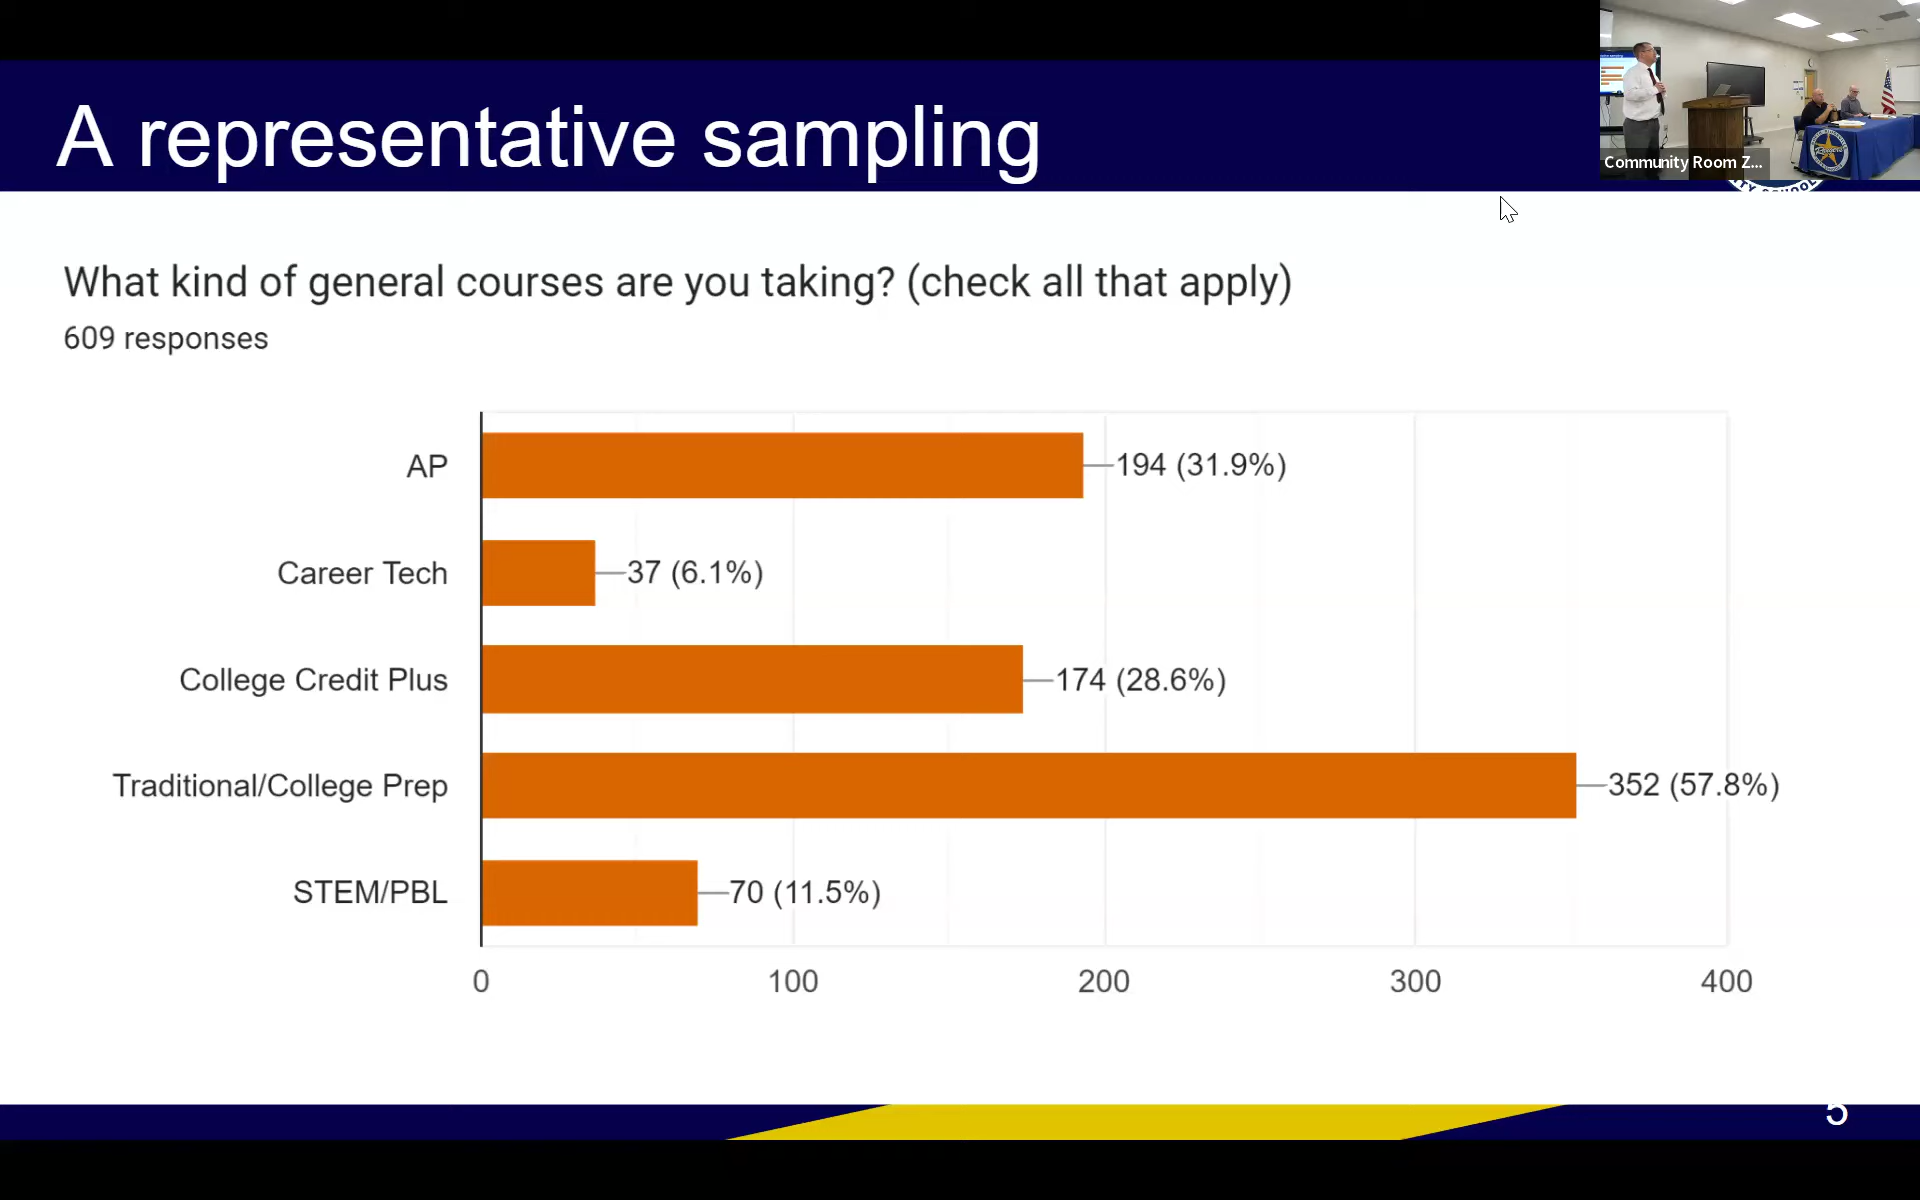 A representative sampling
Community Room Z...
What kind of general courses are you taking? (check all that apply)
609 responses
AP
194 (31.9%)
Career Tech
37 (6.1%)
College Credit Plus
174 (28.6%)
Traditional/College Prep
352 (57.8%)
STEM/PBL
70 (11.5%)
0 100 200 300 400
5